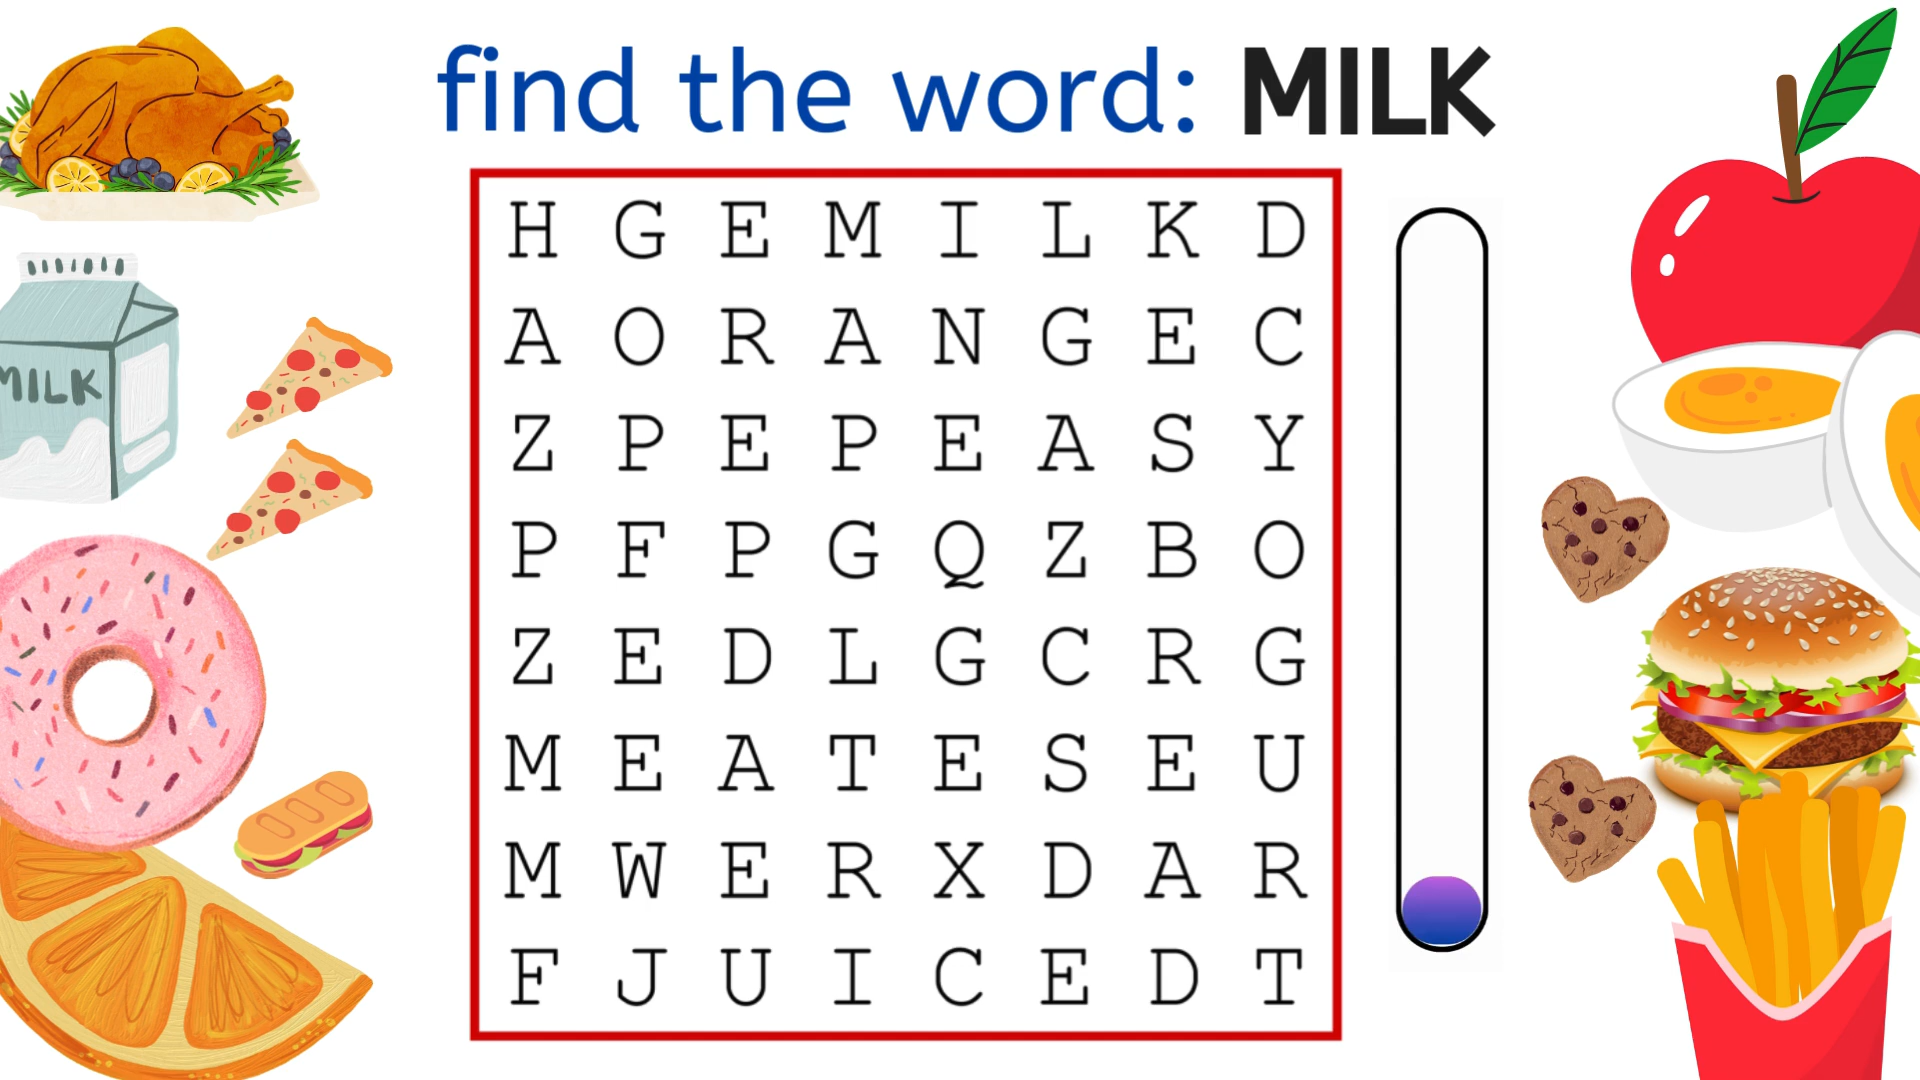 find the word: MILK
H G E M I L K D
A O R A N G E C
Z P E P E A S Y
P F P G Q Z B O
Z E D L G C R G
M E A T E S E U
M W E R X D A R
F J U I C E D T
MILK